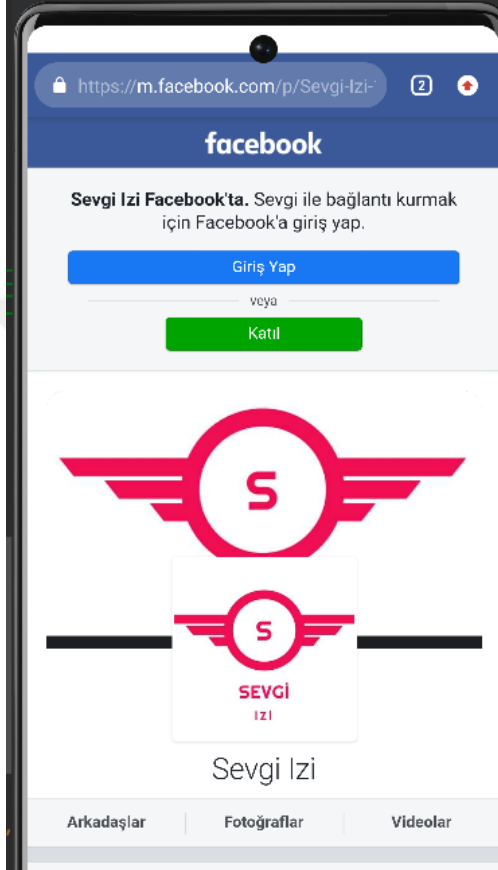 https://m.facebook.com/p/Sevgi-Izi-
2
facebook
Sevgi Izi Facebook'ta. Sevgi ile bağlantı kurmak
için Facebook'a giriş yap.
Giriş Yap
veya
Katıl
S
S
SEVGİ
IZI
Sevgi Izi
Arkadaşlar
Fotoğraflar
Videolar